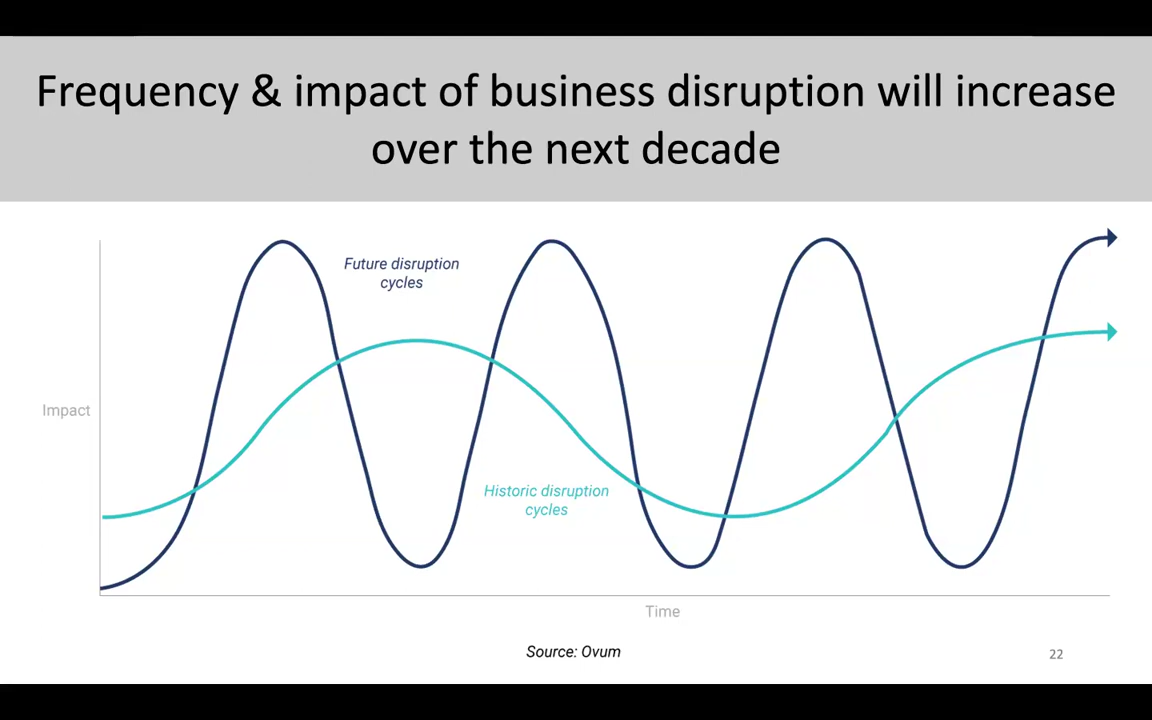 Frequency & impact of business disruption will increase
over the next decade
Future disruption
cycles
Impact
Historic disruption
cycles
Time
Source: Ovum
22